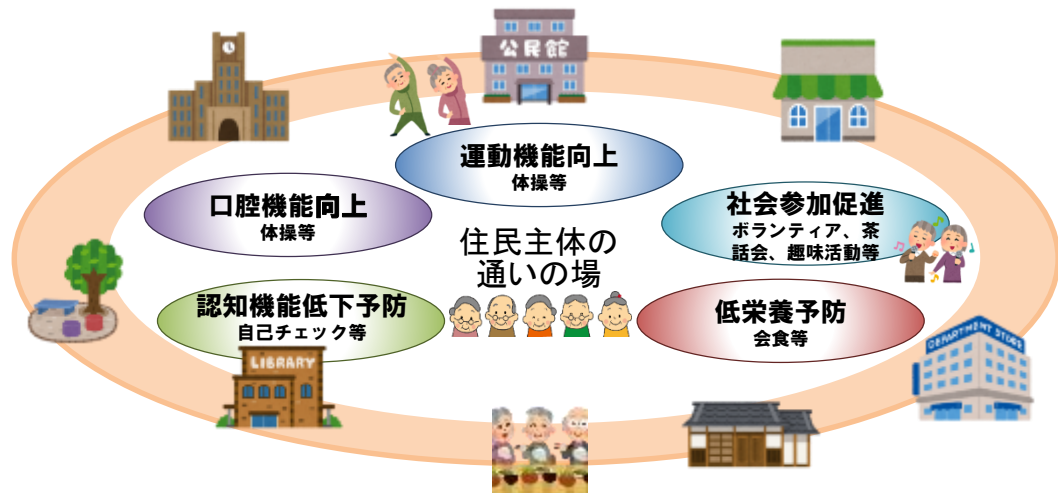 公民館
運動機能向上
体操等
口腔機能向上
体操等
社会参加促進
ボランティア、茶
話会、趣味活動等
住民主体の
通いの場
認知機能低下予防
自己チェック等
低栄養予防
会食等
LIBRARY
DEPARTMENT STORE